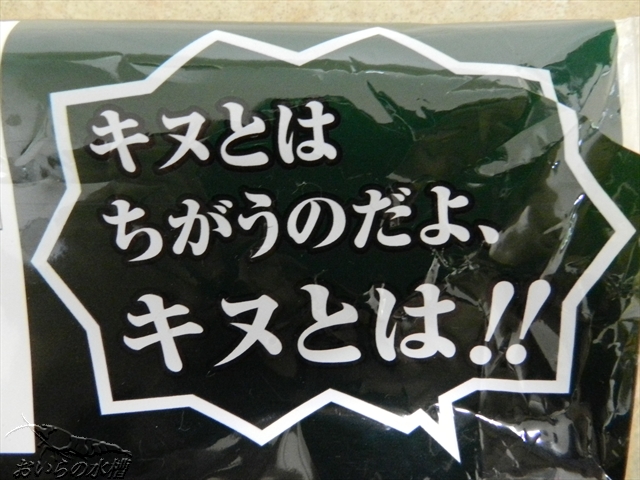 キヌとは
ちがうのだよ、
キヌとは!!
おいらの水槽